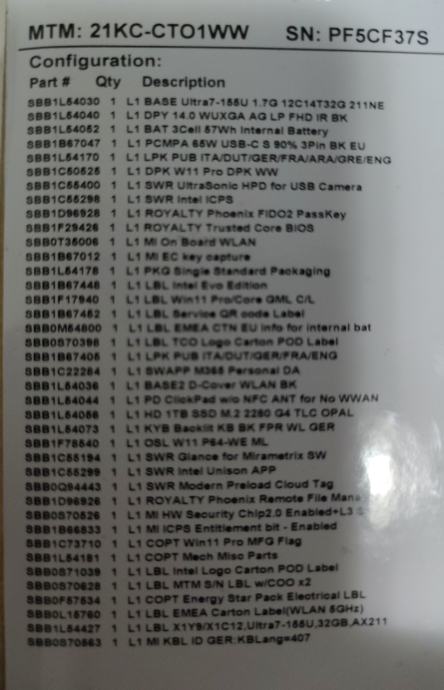 MTM: 21KC-CTO1WW SN: PF5CF37S
Configuration:
Part # Qty Description
SBB1L54030 1 L1 BASE Ultra7-155U 1.7G 12C14T32G 211NE
SBB1L54040 1 L1 DPY 14.0 WUXGA AG LP FHD IR BK
SBB1L54052 1 L1 BAT 3Cell 57Wh Internal Battery
SBB1B67047 1 L1 PCMPA 65W USB-C S 90% 3Pin BK EU
SBB1L54170 1 L1 LPK PUB ITA/DUT/GER/FRA/ARA/GRE/ENG
SBB1C50525 1 L1 DPK W11 Pro DPK WW
SBB1C55400 1 L1 SWR UltraSonic HPD for USB Camera
SBB1C55298 1 L1 SWR Intel ICPS
SBB1D96928 1 L1 ROYALTY Phoenix FIDO2 PassKey
SBB1F29426 1 L1 ROYALTY Trusted Core BIOS
SBB0T35006 1 L1 MI On Board WLAN
SBB1B67012 1 L1 MI EC key capture
SBB1L54178 1 L1 PKG Single Standard Packaging
SBB1B67448 1 L1 LBL Intel Evo Edition
SBB1F17940 1 L1 LBL Win11 Pro/Core GML C/L
SBB1B67452 1 L1 LBL Service QR code Label
SBB0M54800 1 L1 LBL EMEA CTN EU info for internal bat
SBB0S70398 1 L1 LBL TCO Logo Carton POD Label
SBB1B67405 1 L1 LPK PUB ITA/DUT/GER/FRA/ENG
SBB1C22264 1 L1 SWAPP M365 Personal DA
SBB1L54036 1 L1 BASE2 D-Cover WLAN BK
SBB1L54044 1 L1 PD ClickPad w/o NFC ANT for No WWAN
SBB1L54056 1 L1 HD 1TB SSD M.2 2280 G4 TLC OPAL
SBB1L54073 1 L1 KYB Backlit KB BK FPR WL GER
SBB1F78540 1 L1 OSL W11 P64-WE ML
SBB1C55194 1 L1 SWR Glance for Mirametrix SW
SBB1C55299 1 L1 SWR Intel Unison APP
SBB0Q94443 1 L1 SWR Modern Preload Cloud Tag
SBB1D96926 1 L1 ROYALTY Phoenix Remote File Mana
SBB0S70526 1 L1 MI HW Security Chip2.0 Enabled+L3 S
SBB1B66833 1 L1 MI ICPS Entitlement bit - Enabled
SBB1C73710 1 L1 COPT Win11 Pro MFG Flag
SBB1L54181 1 L1 COPT Mech Misc Parts
SBB0S71039 1 L1 LBL Intel Logo Carton POD Label
SBB0S70628 1 L1 LBL MTM S/N LBL w/COO x2
SBB0F57534 1 L1 COPT Energy Star Pack Electrical LBL
SBB0L15760 1 L1 LBL EMEA Carton Label(WLAN 5GHz)
SBB1L54427 1 L1 LBL X1Y9/X1C12,Ultra7-155U,32GB,AX211
SBB0S70563 1 L1 MI KBL ID GER:KBLang=407